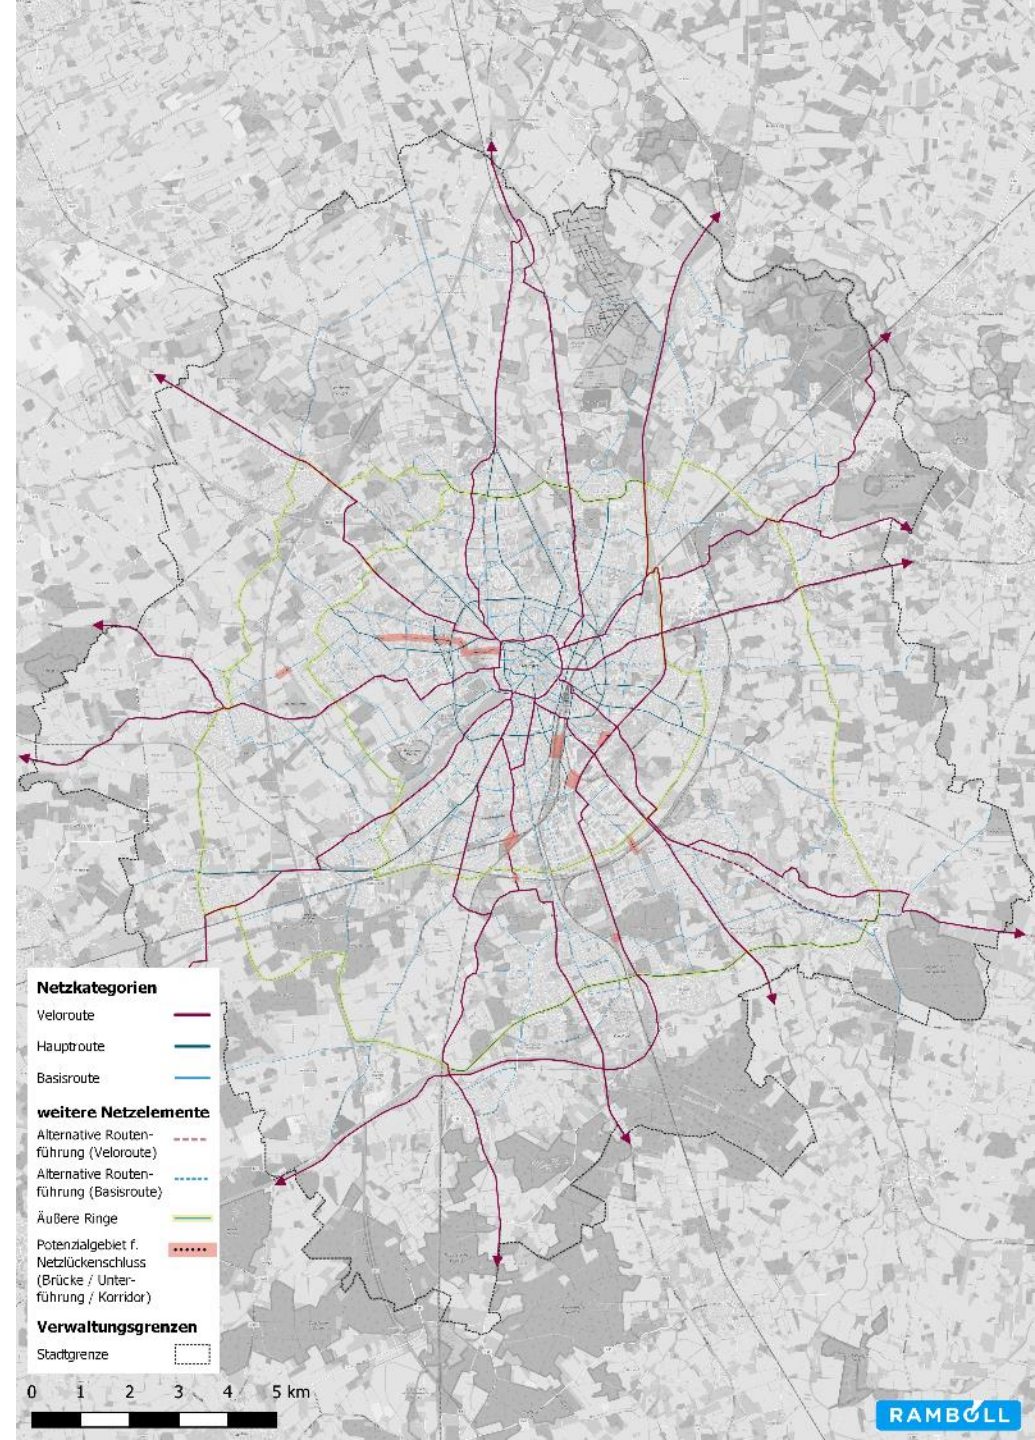 Netzkategorien
Veloroute
Hauptroute
Basisroute
weitere Netzelemente
Alternative Routen-
führung (Veloroute)
Alternative Routen-
führung (Basisroute)
Äußere Ringe
Potenzialgebiet f.
Netzlückenschluss
(Brücke / Unter-
führung / Korridor)
Verwaltungsgrenzen
Stadtgrenze
0 1 2 3 4 5 km
RAMBOLL